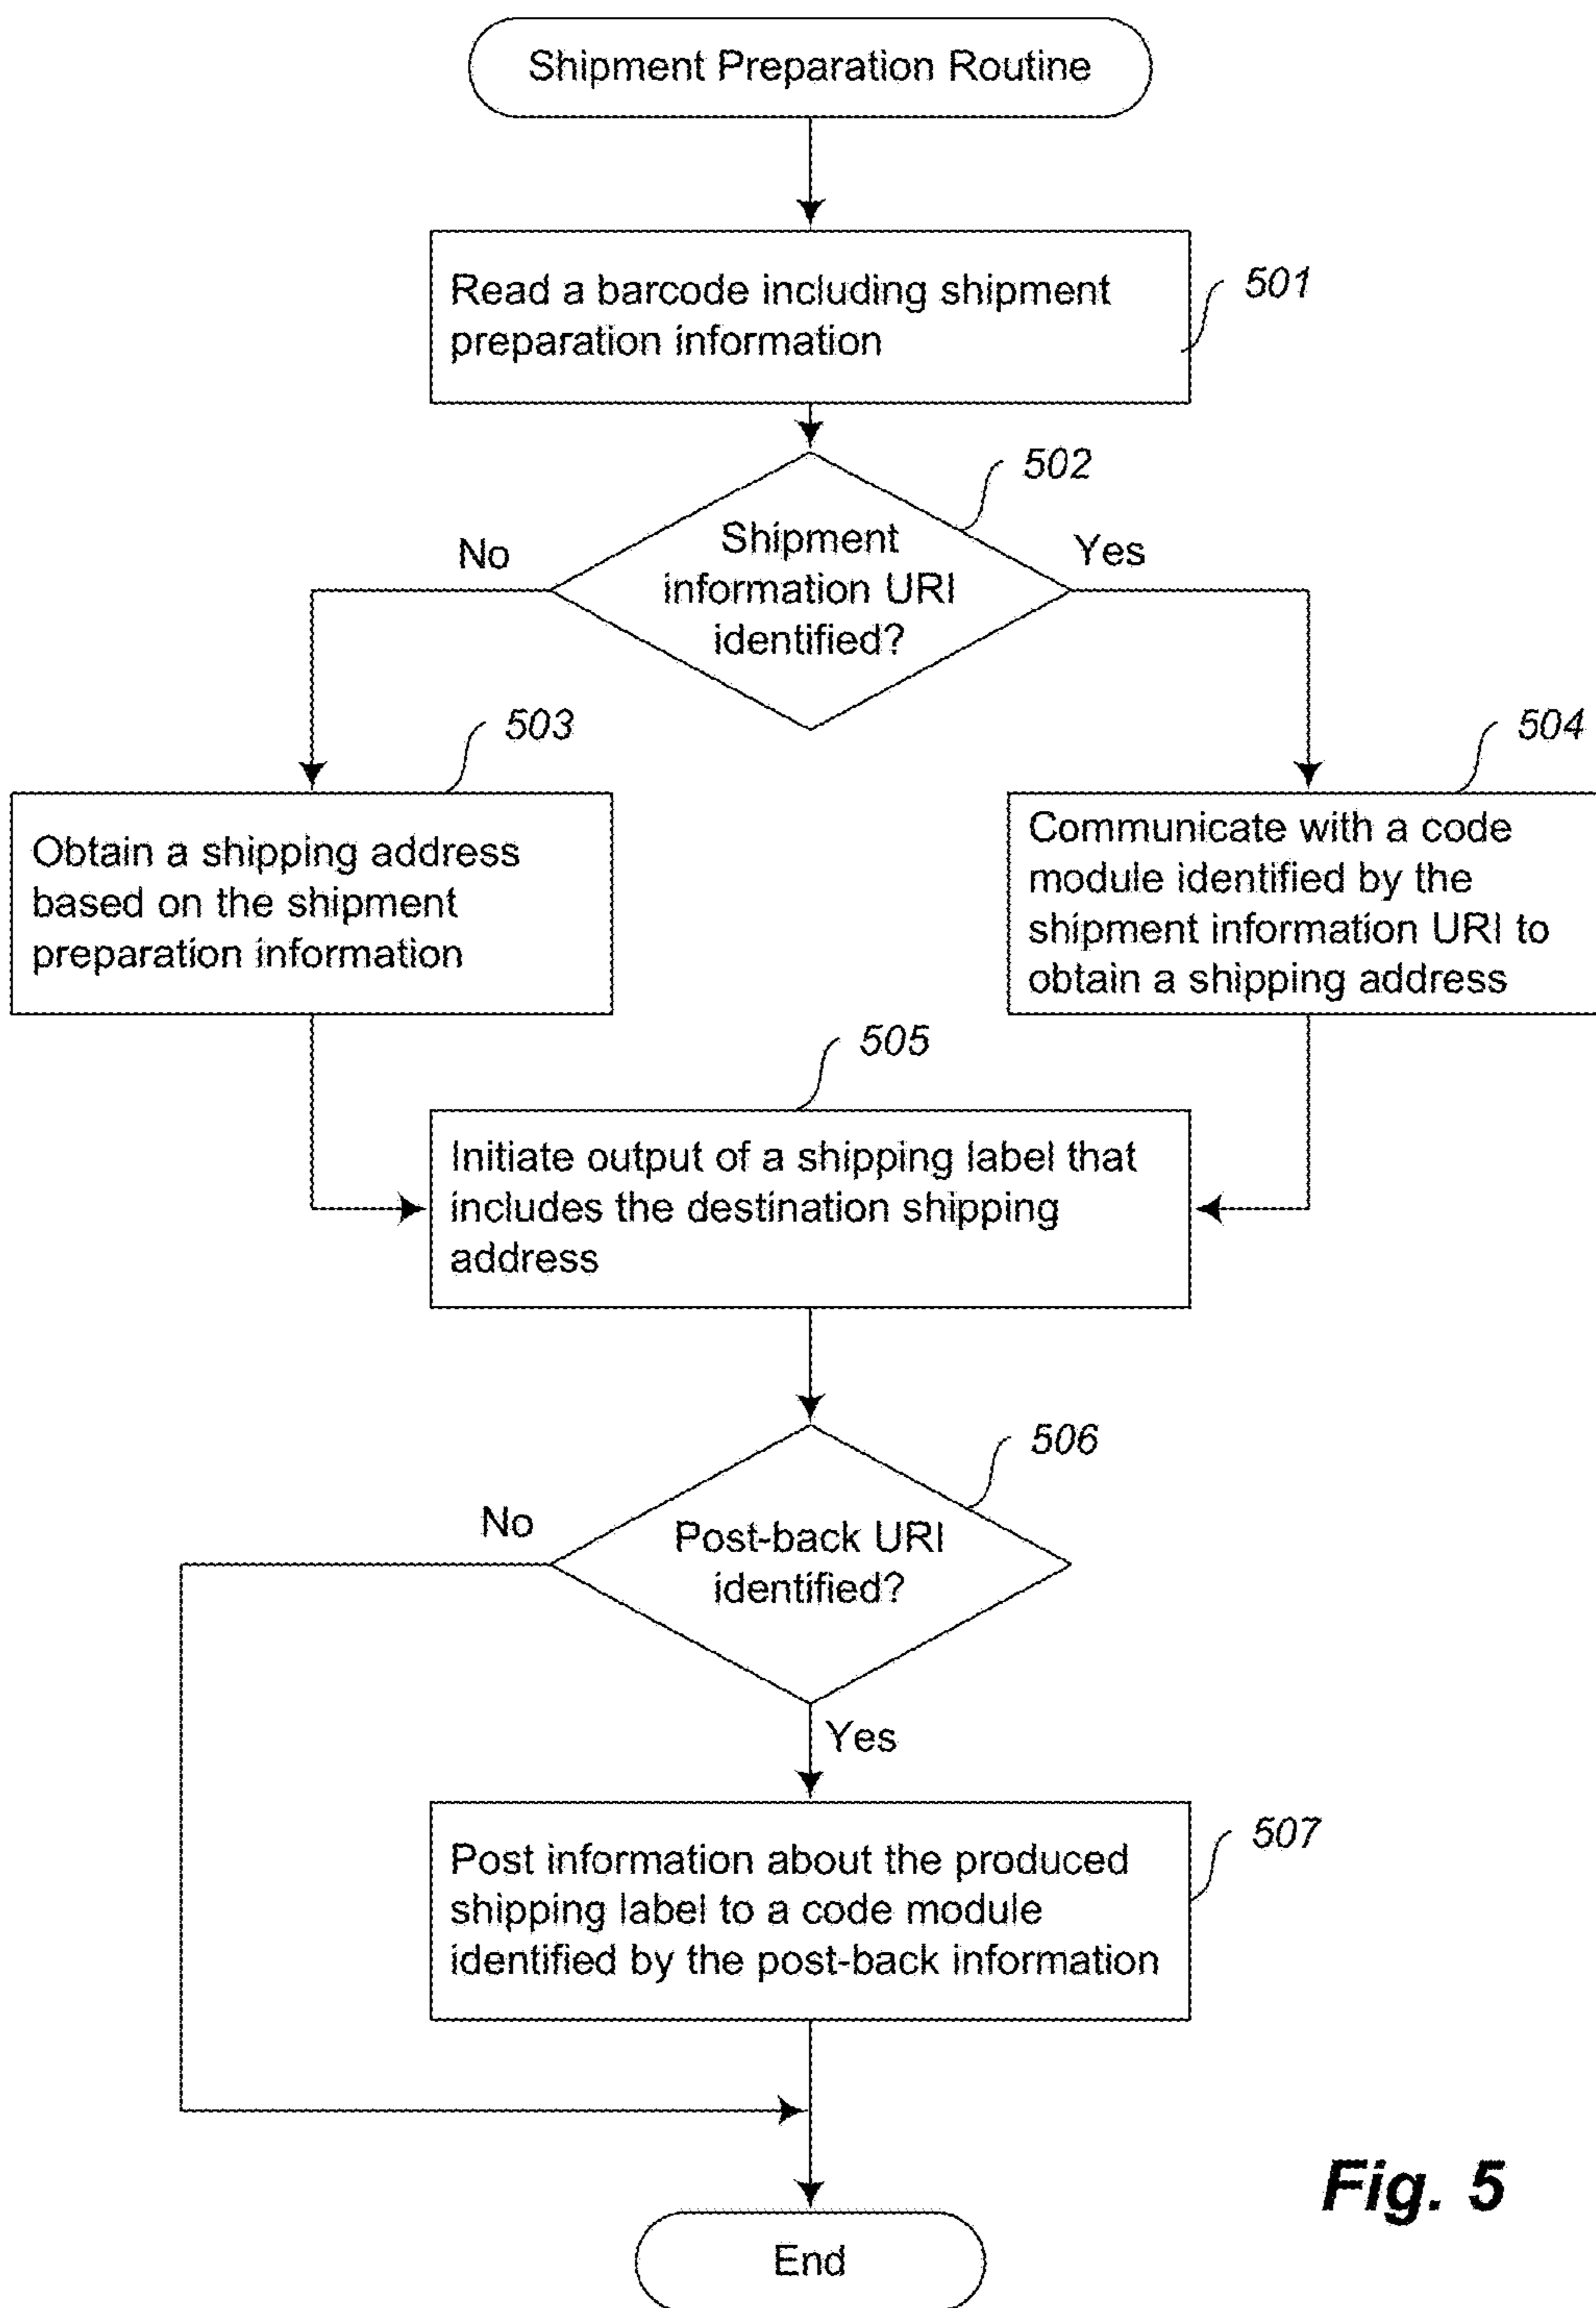 Shipment Preparation Routine
Read a barcode including shipment
preparation information
501
502
No
Shipment
information URI
identified?
Yes
503
504
Obtain a shipping address
based on the shipment
preparation information
Communicate with a code
module identified by the
shipment information URI to
obtain a shipping address
505
Initiate output of a shipping label that
includes the destination shipping
address
506
No
Post-back URI
identified?
Yes
507
Post information about the produced
shipping label to a code module
identified by the post-back information
Fig. 5
End